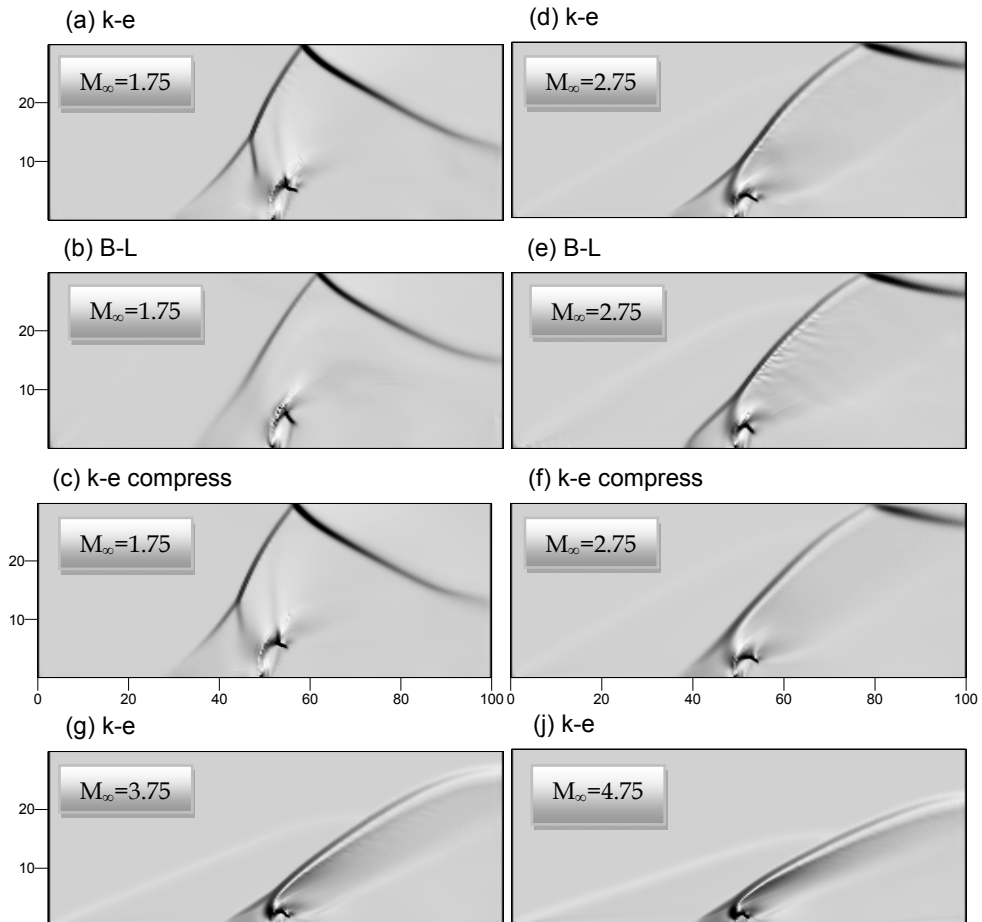 (a) k-e
M∞=1.75
20
10
(d) k-e
M∞=2.75
(b) B-L
M∞=1.75
20
10
(e) B-L
M∞=2.75
(c) k-e compress
M∞=1.75
20
10
0 20 40 60 80 100
(f) k-e compress
M∞=2.75
0 20 40 60 80 100
(g) k-e
M∞=3.75
20
10
(j) k-e
M∞=4.75